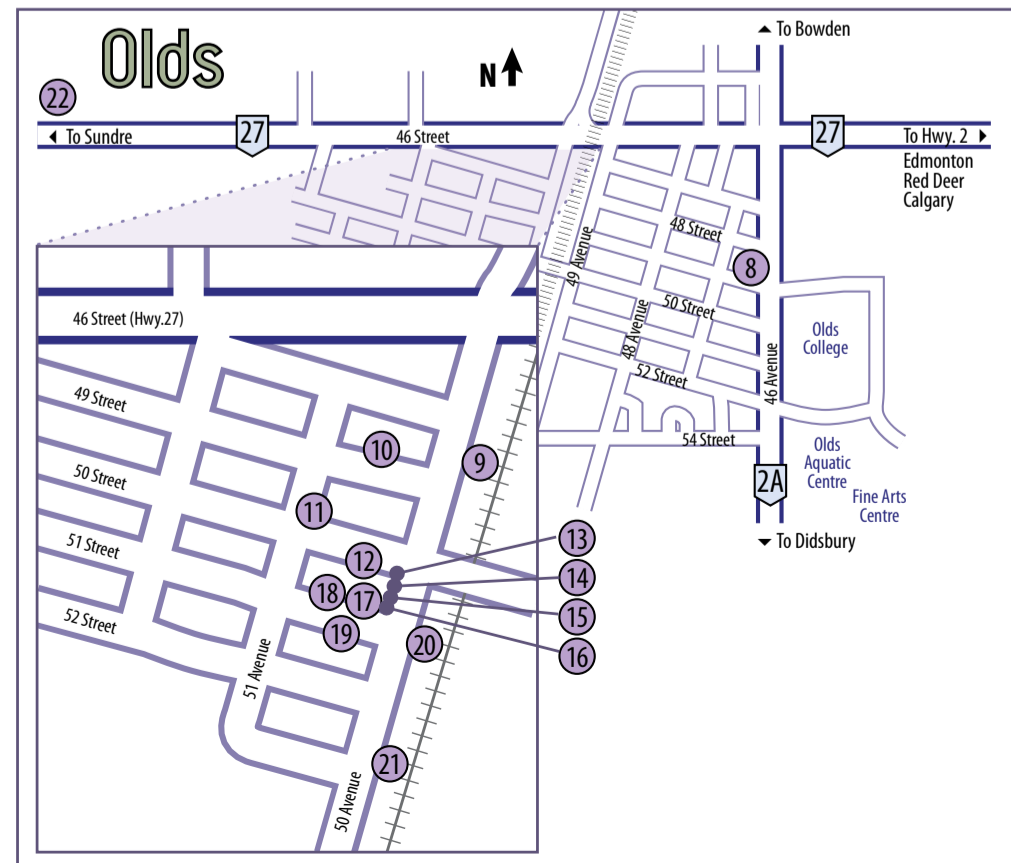 Olds
N
To Bowden
22
To Sundre
27
46 Street
27
To Hwy. 2
Edmonton
Red Deer
Calgary
48 Street
49 Avenue
8
50 Street
48 Avenue
52 Street
46 Avenue
Olds
College
54 Street
Olds
Aquatic
Centre
Fine Arts
Centre
2A
To Didsbury
46 Street (Hwy.27)
49 Street
10
9
50 Street
11
51 Street
12
13
14
18
17
15
52 Street
19
20
16
51 Avenue
21
50 Avenue